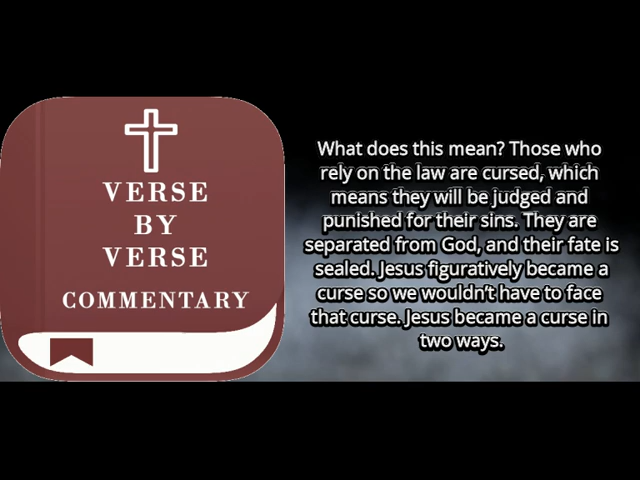 VERSE
BY
VERSE
COMMENTARY
What does this mean? Those who
rely on the law are cursed, which
means they will be judged and
punished for their sins. They are
separated from God, and their fate is
sealed. Jesus figuratively became a
curse so we wouldn't have to face
that curse. Jesus became a curse in
two ways.